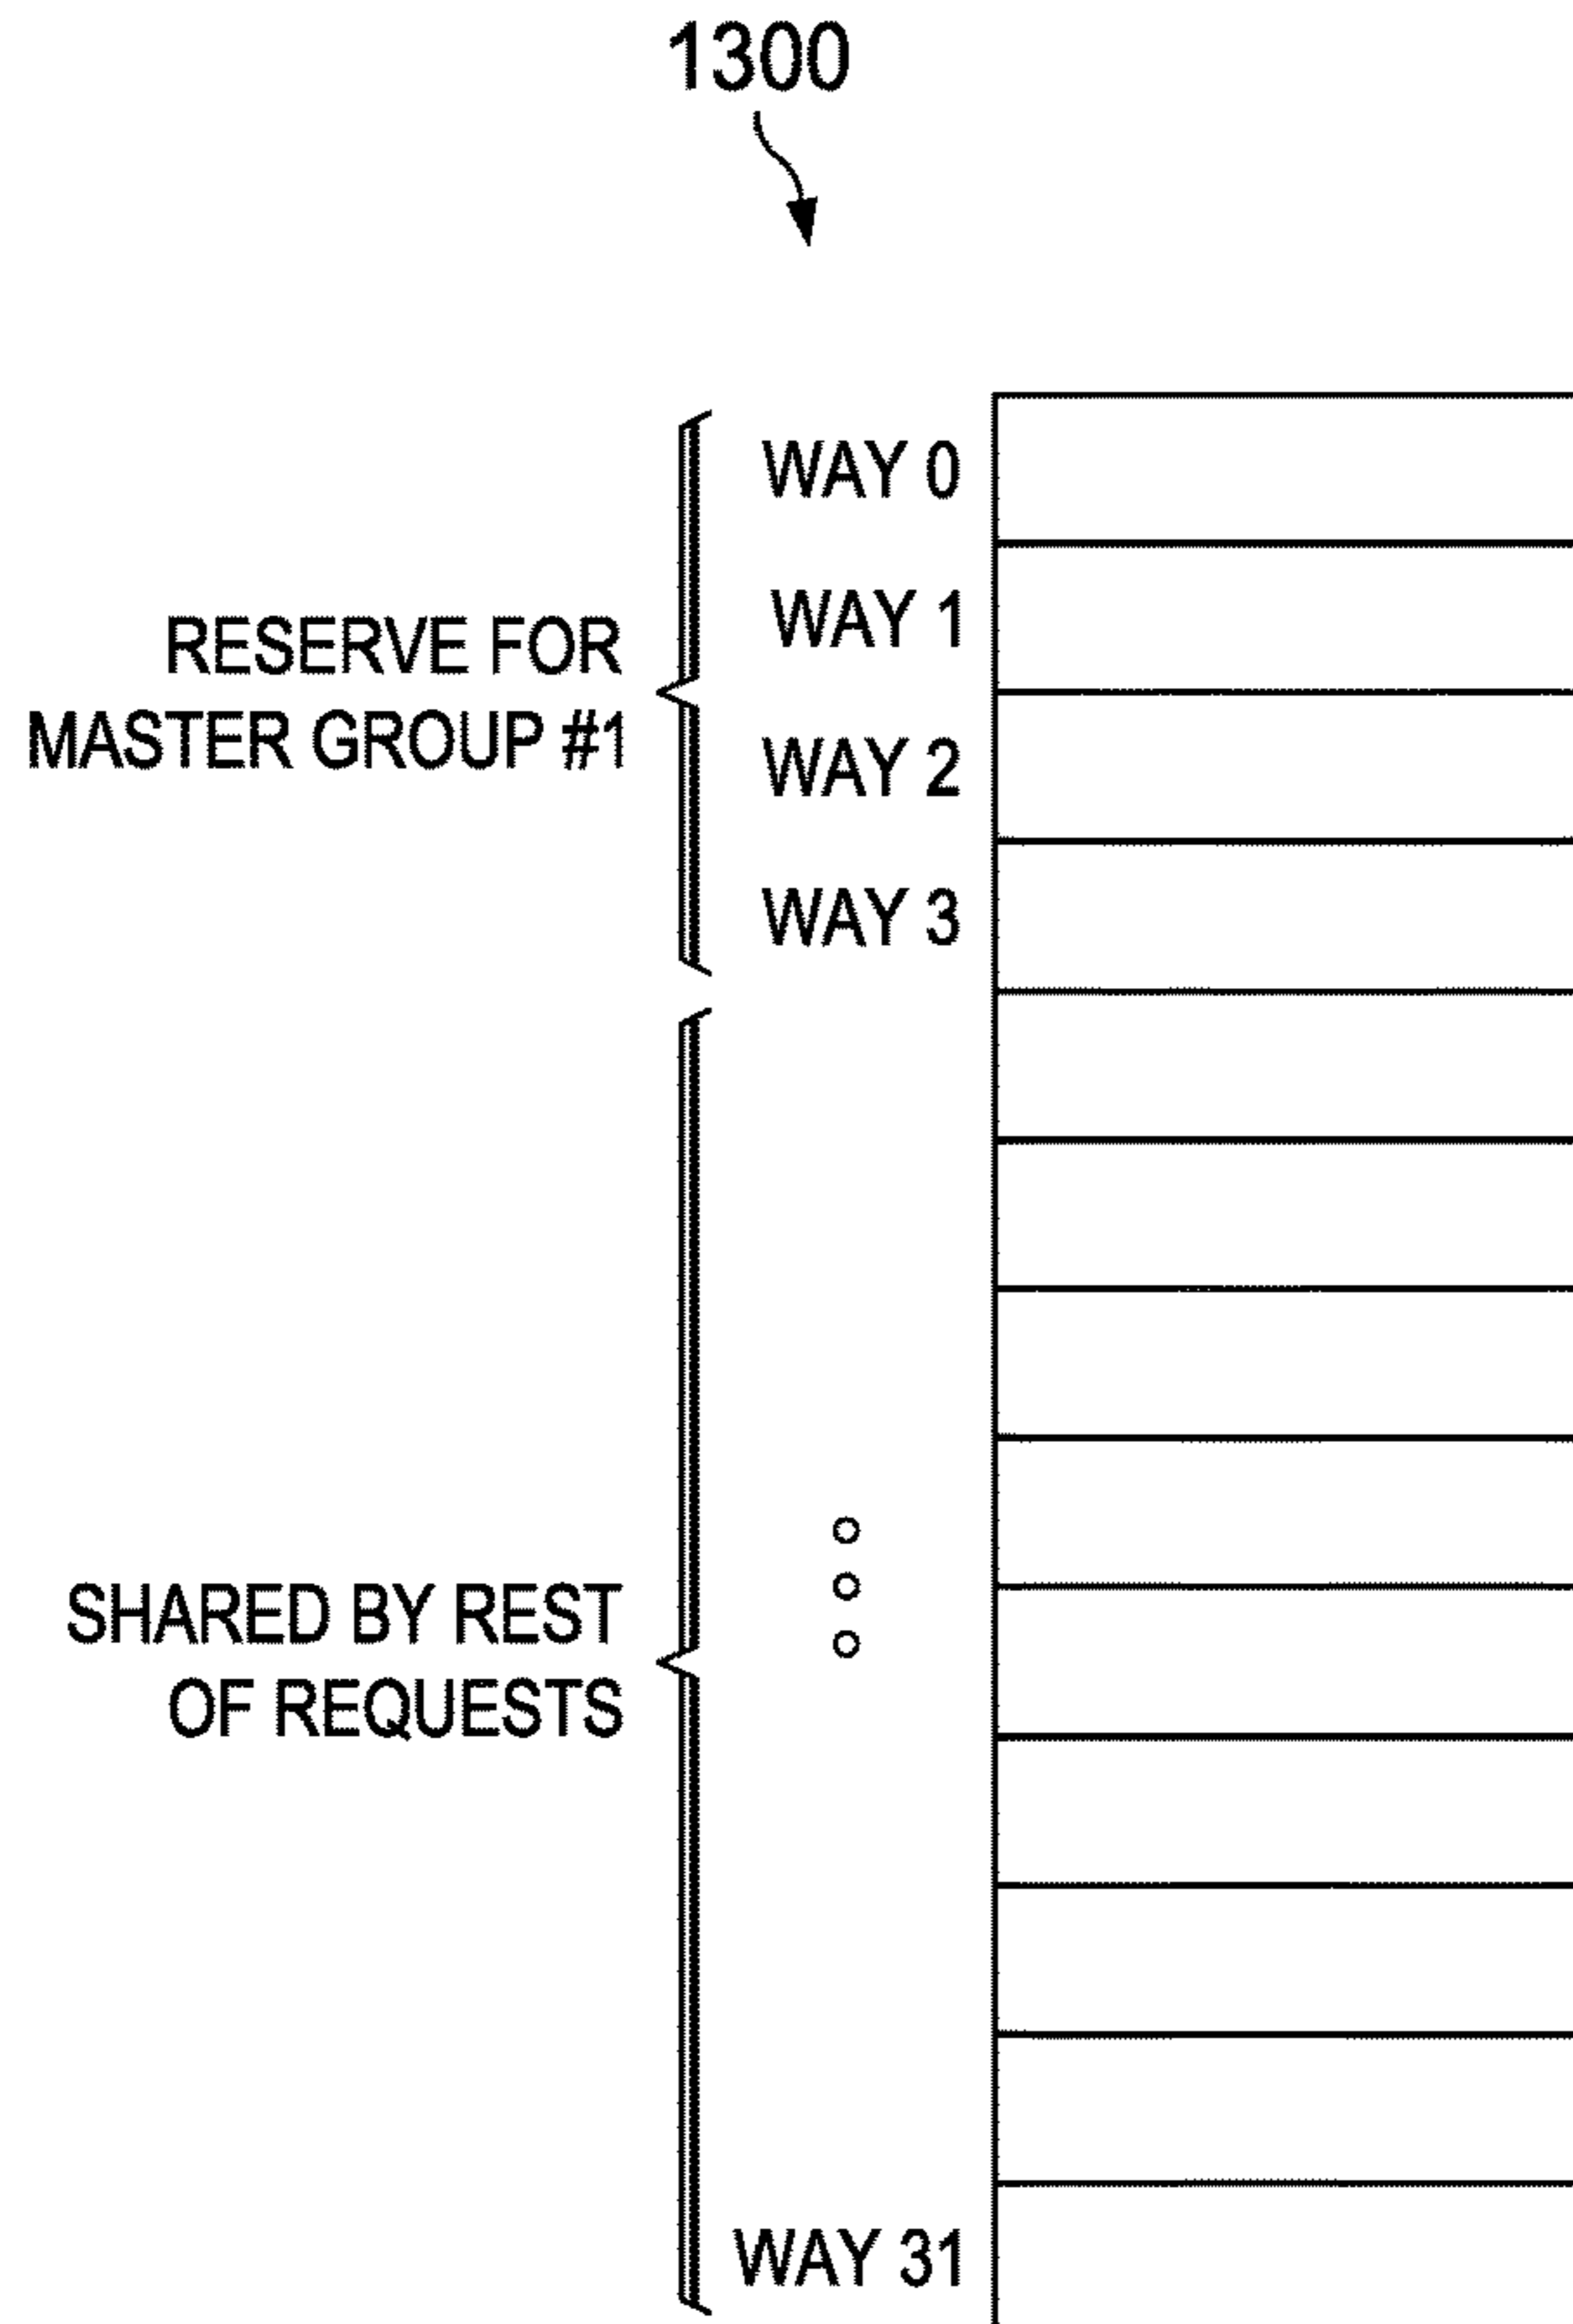 1300
WAY 0
WAY 1
RESERVE FOR
MASTER GROUP #1
WAY 2
WAY 3
SHARED BY REST
OF REQUESTS
WAY 31